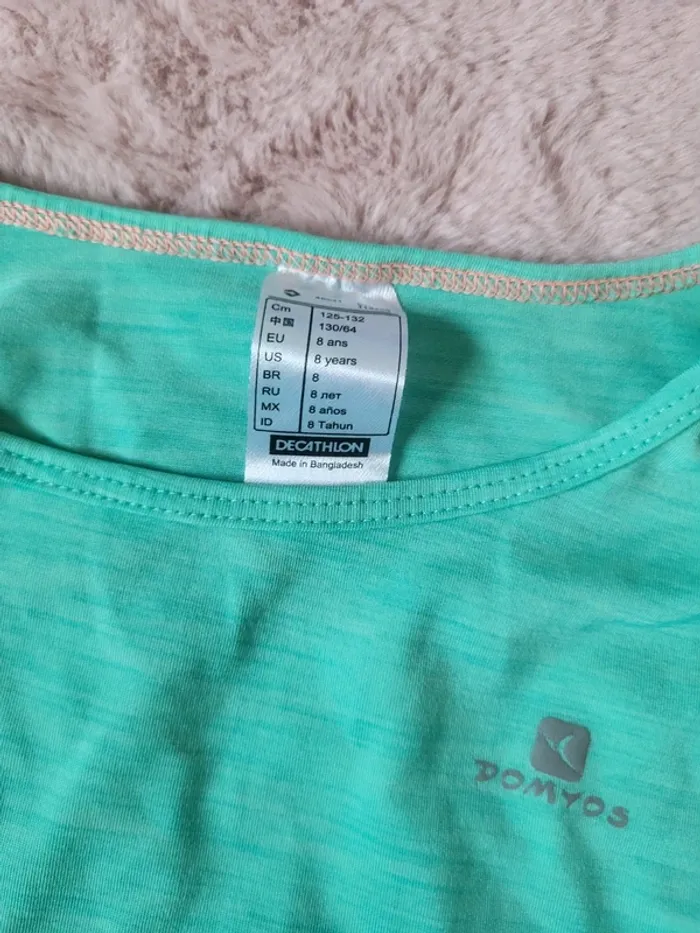 Cm 125-132
中国 130/64
EU 8 ans
US 8 years
BR 8
RU 8 лет
MX 8 años
ID 8 Tahun
DECATHLON
Made in Bangladesh
DOMYOS